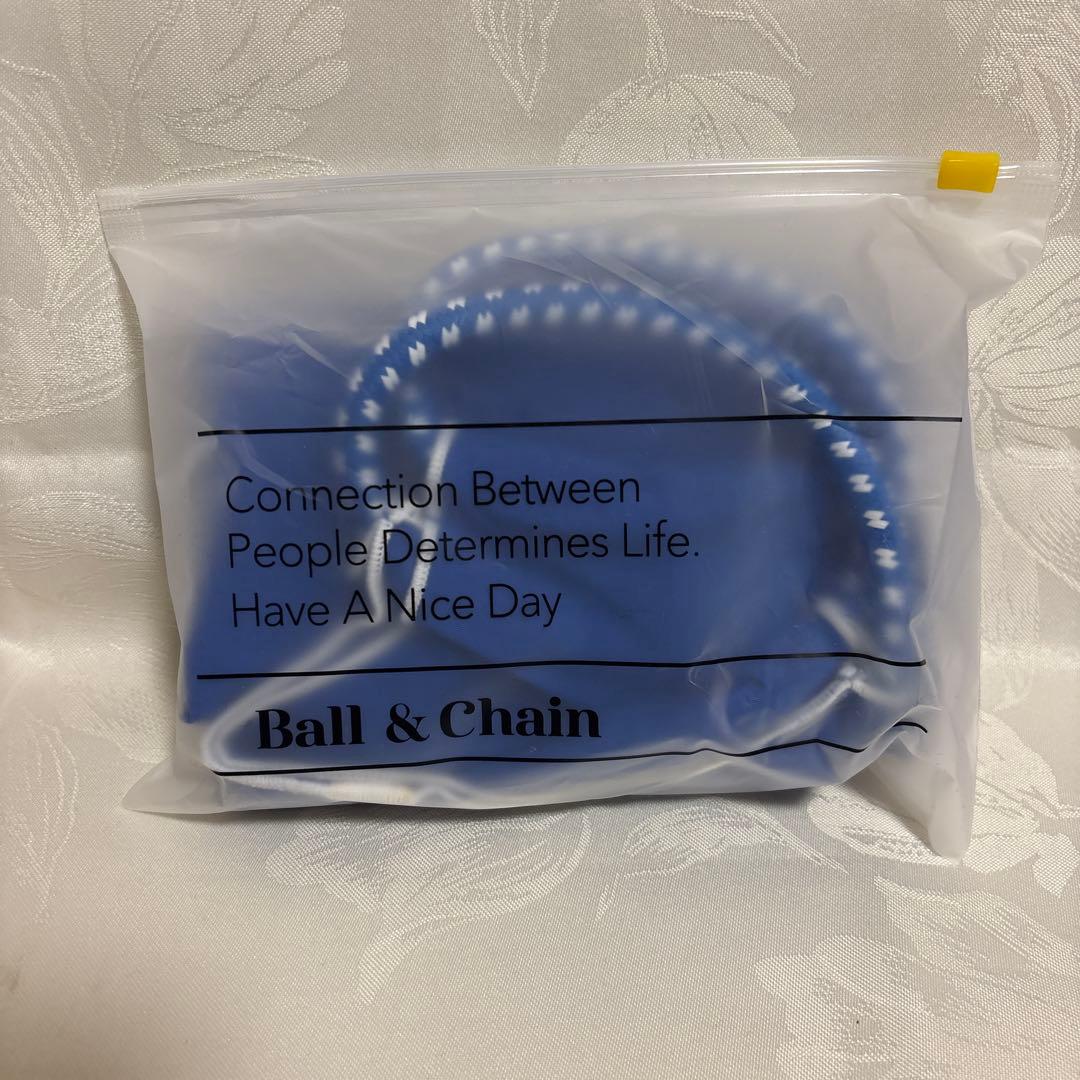 Connection Between
People Determines Life.
Have A Nice Day
Ball & Chain